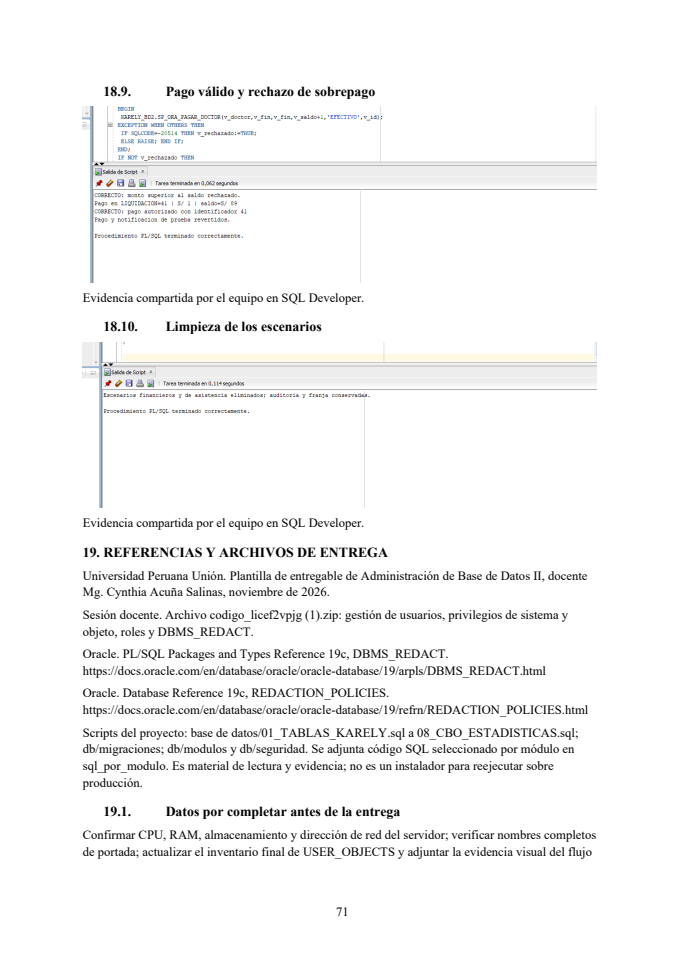 18.9. Pago válido y rechazo de sobrepago
BEGIN
KARELY_BD2.SP_ORA_PAGAR_DOCTOR(v_doctor,v_fin,v_fin,v_saldo+1,'EFECTIVO',v_id);
EXCEPTION WHEN OTHERS THEN
IF SQLCODE=-20514 THEN v_rechazado:=TRUE;
ELSE RAISE; END IF;
END;
IF NOT v_rechazado THEN
Salida de Script ×
Tarea terminada en 0,062 segundos
CORRECTO: monto superior al saldo rechazado.
Pago en LIQUIDACION=41 | S/ 1 | saldo=S/ 89
CORRECTO: pago autorizado con identificador 41
Pago y notificacion de prueba revertidos.
Procedimiento PL/SQL terminado correctamente.
Evidencia compartida por el equipo en SQL Developer.
18.10. Limpieza de los escenarios
Salida de Script ×
Tarea terminada en 0,114 segundos
Escenarios financieros y de asistencia eliminados; auditoria y franja conservadas.
Procedimiento PL/SQL terminado correctamente.
Evidencia compartida por el equipo en SQL Developer.
19. REFERENCIAS Y ARCHIVOS DE ENTREGA
Universidad Peruana Unión. Plantilla de entregable de Administración de Base de Datos II, docente
Mg. Cynthia Acuña Salinas, noviembre de 2026.
Sesión docente. Archivo codigo_licef2vpjg (1).zip: gestión de usuarios, privilegios de sistema y
objeto, roles y DBMS_REDACT.
Oracle. PL/SQL Packages and Types Reference 19c, DBMS_REDACT.
https://docs.oracle.com/en/database/oracle/oracle-database/19/arpls/DBMS_REDACT.html
Oracle. Database Reference 19c, REDACTION_POLICIES.
https://docs.oracle.com/en/database/oracle/oracle-database/19/refrn/REDACTION_POLICIES.html
Scripts del proyecto: base de datos/01_TABLAS_KARELY.sql a 08_CBO_ESTADISTICAS.sql;
db/migraciones; db/modulos y db/seguridad. Se adjunta código SQL seleccionado por módulo en
sql_por_modulo. Es material de lectura y evidencia; no es un instalador para reejecutar sobre
producción.
19.1. Datos por completar antes de la entrega
Confirmar CPU, RAM, almacenamiento y dirección de red del servidor; verificar nombres completos
de portada; actualizar el inventario final de USER_OBJECTS y adjuntar la evidencia visual del flujo
71